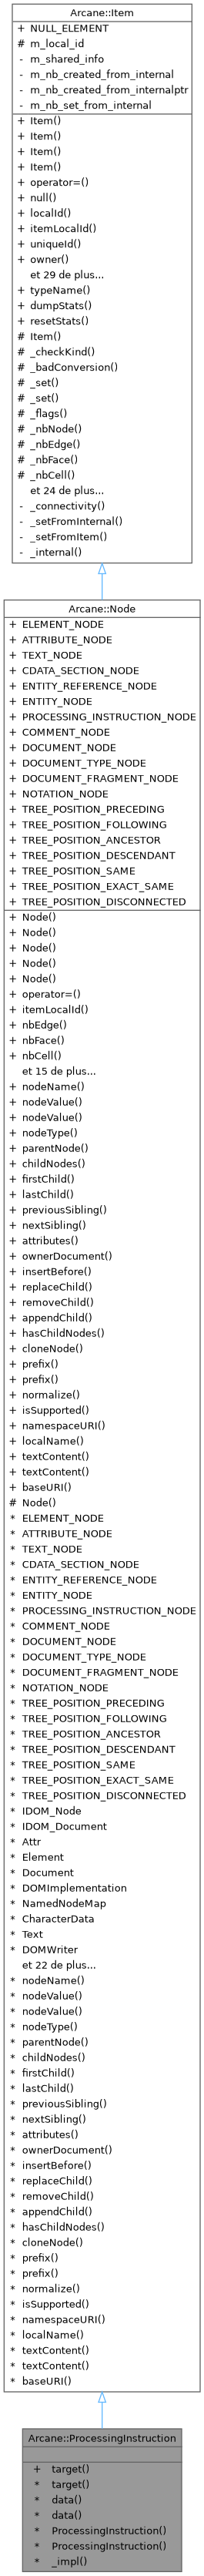 Arcane::Item
+ NULL_ELEMENT
# m_local_id
- m_shared_info
- m_nb_created_from_internal
- m_nb_created_from_internalptr
- m_nb_set_from_internal
+ Item()
+ Item()
+ Item()
+ Item()
+ operator=()
+ null()
+ localId()
+ itemLocalId()
+ uniqueId()
+ owner()
et 29 de plus...
+ typeName()
+ dumpStats()
+ resetStats()
# Item()
# _checkKind()
# _badConversion()
# _set()
# _set()
# _flags()
# _nbNode()
# _nbEdge()
# _nbFace()
# _nbCell()
et 24 de plus...
- _connectivity()
- _setFromInternal()
- _setFromItem()
- _internal()
Arcane::Node
+ ELEMENT_NODE
+ ATTRIBUTE_NODE
+ TEXT_NODE
+ CDATA_SECTION_NODE
+ ENTITY_REFERENCE_NODE
+ ENTITY_NODE
+ PROCESSING_INSTRUCTION_NODE
+ COMMENT_NODE
+ DOCUMENT_NODE
+ DOCUMENT_TYPE_NODE
+ DOCUMENT_FRAGMENT_NODE
+ NOTATION_NODE
+ TREE_POSITION_PRECEDING
+ TREE_POSITION_FOLLOWING
+ TREE_POSITION_ANCESTOR
+ TREE_POSITION_DESCENDANT
+ TREE_POSITION_SAME
+ TREE_POSITION_EXACT_SAME
+ TREE_POSITION_DISCONNECTED
+ Node()
+ Node()
+ Node()
+ Node()
+ Node()
+ operator=()
+ itemLocalId()
+ nbEdge()
+ nbFace()
+ nbCell()
et 15 de plus...
+ nodeName()
+ nodeValue()
+ nodeValue()
+ nodeType()
+ parentNode()
+ childNodes()
+ firstChild()
+ lastChild()
+ previousSibling()
+ nextSibling()
+ attributes()
+ ownerDocument()
+ insertBefore()
+ replaceChild()
+ removeChild()
+ appendChild()
+ hasChildNodes()
+ cloneNode()
+ prefix()
+ prefix()
+ normalize()
+ isSupported()
+ namespaceURI()
+ localName()
+ textContent()
+ textContent()
+ baseURI()
# Node()
* ELEMENT_NODE
* ATTRIBUTE_NODE
* TEXT_NODE
* CDATA_SECTION_NODE
* ENTITY_REFERENCE_NODE
* ENTITY_NODE
* PROCESSING_INSTRUCTION_NODE
* COMMENT_NODE
* DOCUMENT_NODE
* DOCUMENT_TYPE_NODE
* DOCUMENT_FRAGMENT_NODE
* NOTATION_NODE
* TREE_POSITION_PRECEDING
* TREE_POSITION_FOLLOWING
* TREE_POSITION_ANCESTOR
* TREE_POSITION_DESCENDANT
* TREE_POSITION_SAME
* TREE_POSITION_EXACT_SAME
* TREE_POSITION_DISCONNECTED
* IDOM_Node
* IDOM_Document
* Attr
* Element
* Document
* DOMImplementation
* NamedNodeMap
* CharacterData
* Text
* DOMWriter
et 22 de plus...
* nodeName()
* nodeValue()
* nodeValue()
* nodeType()
* parentNode()
* childNodes()
* firstChild()
* lastChild()
* previousSibling()
* nextSibling()
* attributes()
* ownerDocument()
* insertBefore()
* replaceChild()
* removeChild()
* appendChild()
* hasChildNodes()
* cloneNode()
* prefix()
* prefix()
* normalize()
* isSupported()
* namespaceURI()
* localName()
* textContent()
* textContent()
* baseURI()
Arcane::ProcessingInstruction
+ target()
* target()
* data()
* data()
* ProcessingInstruction()
* ProcessingInstruction()
* _impl()